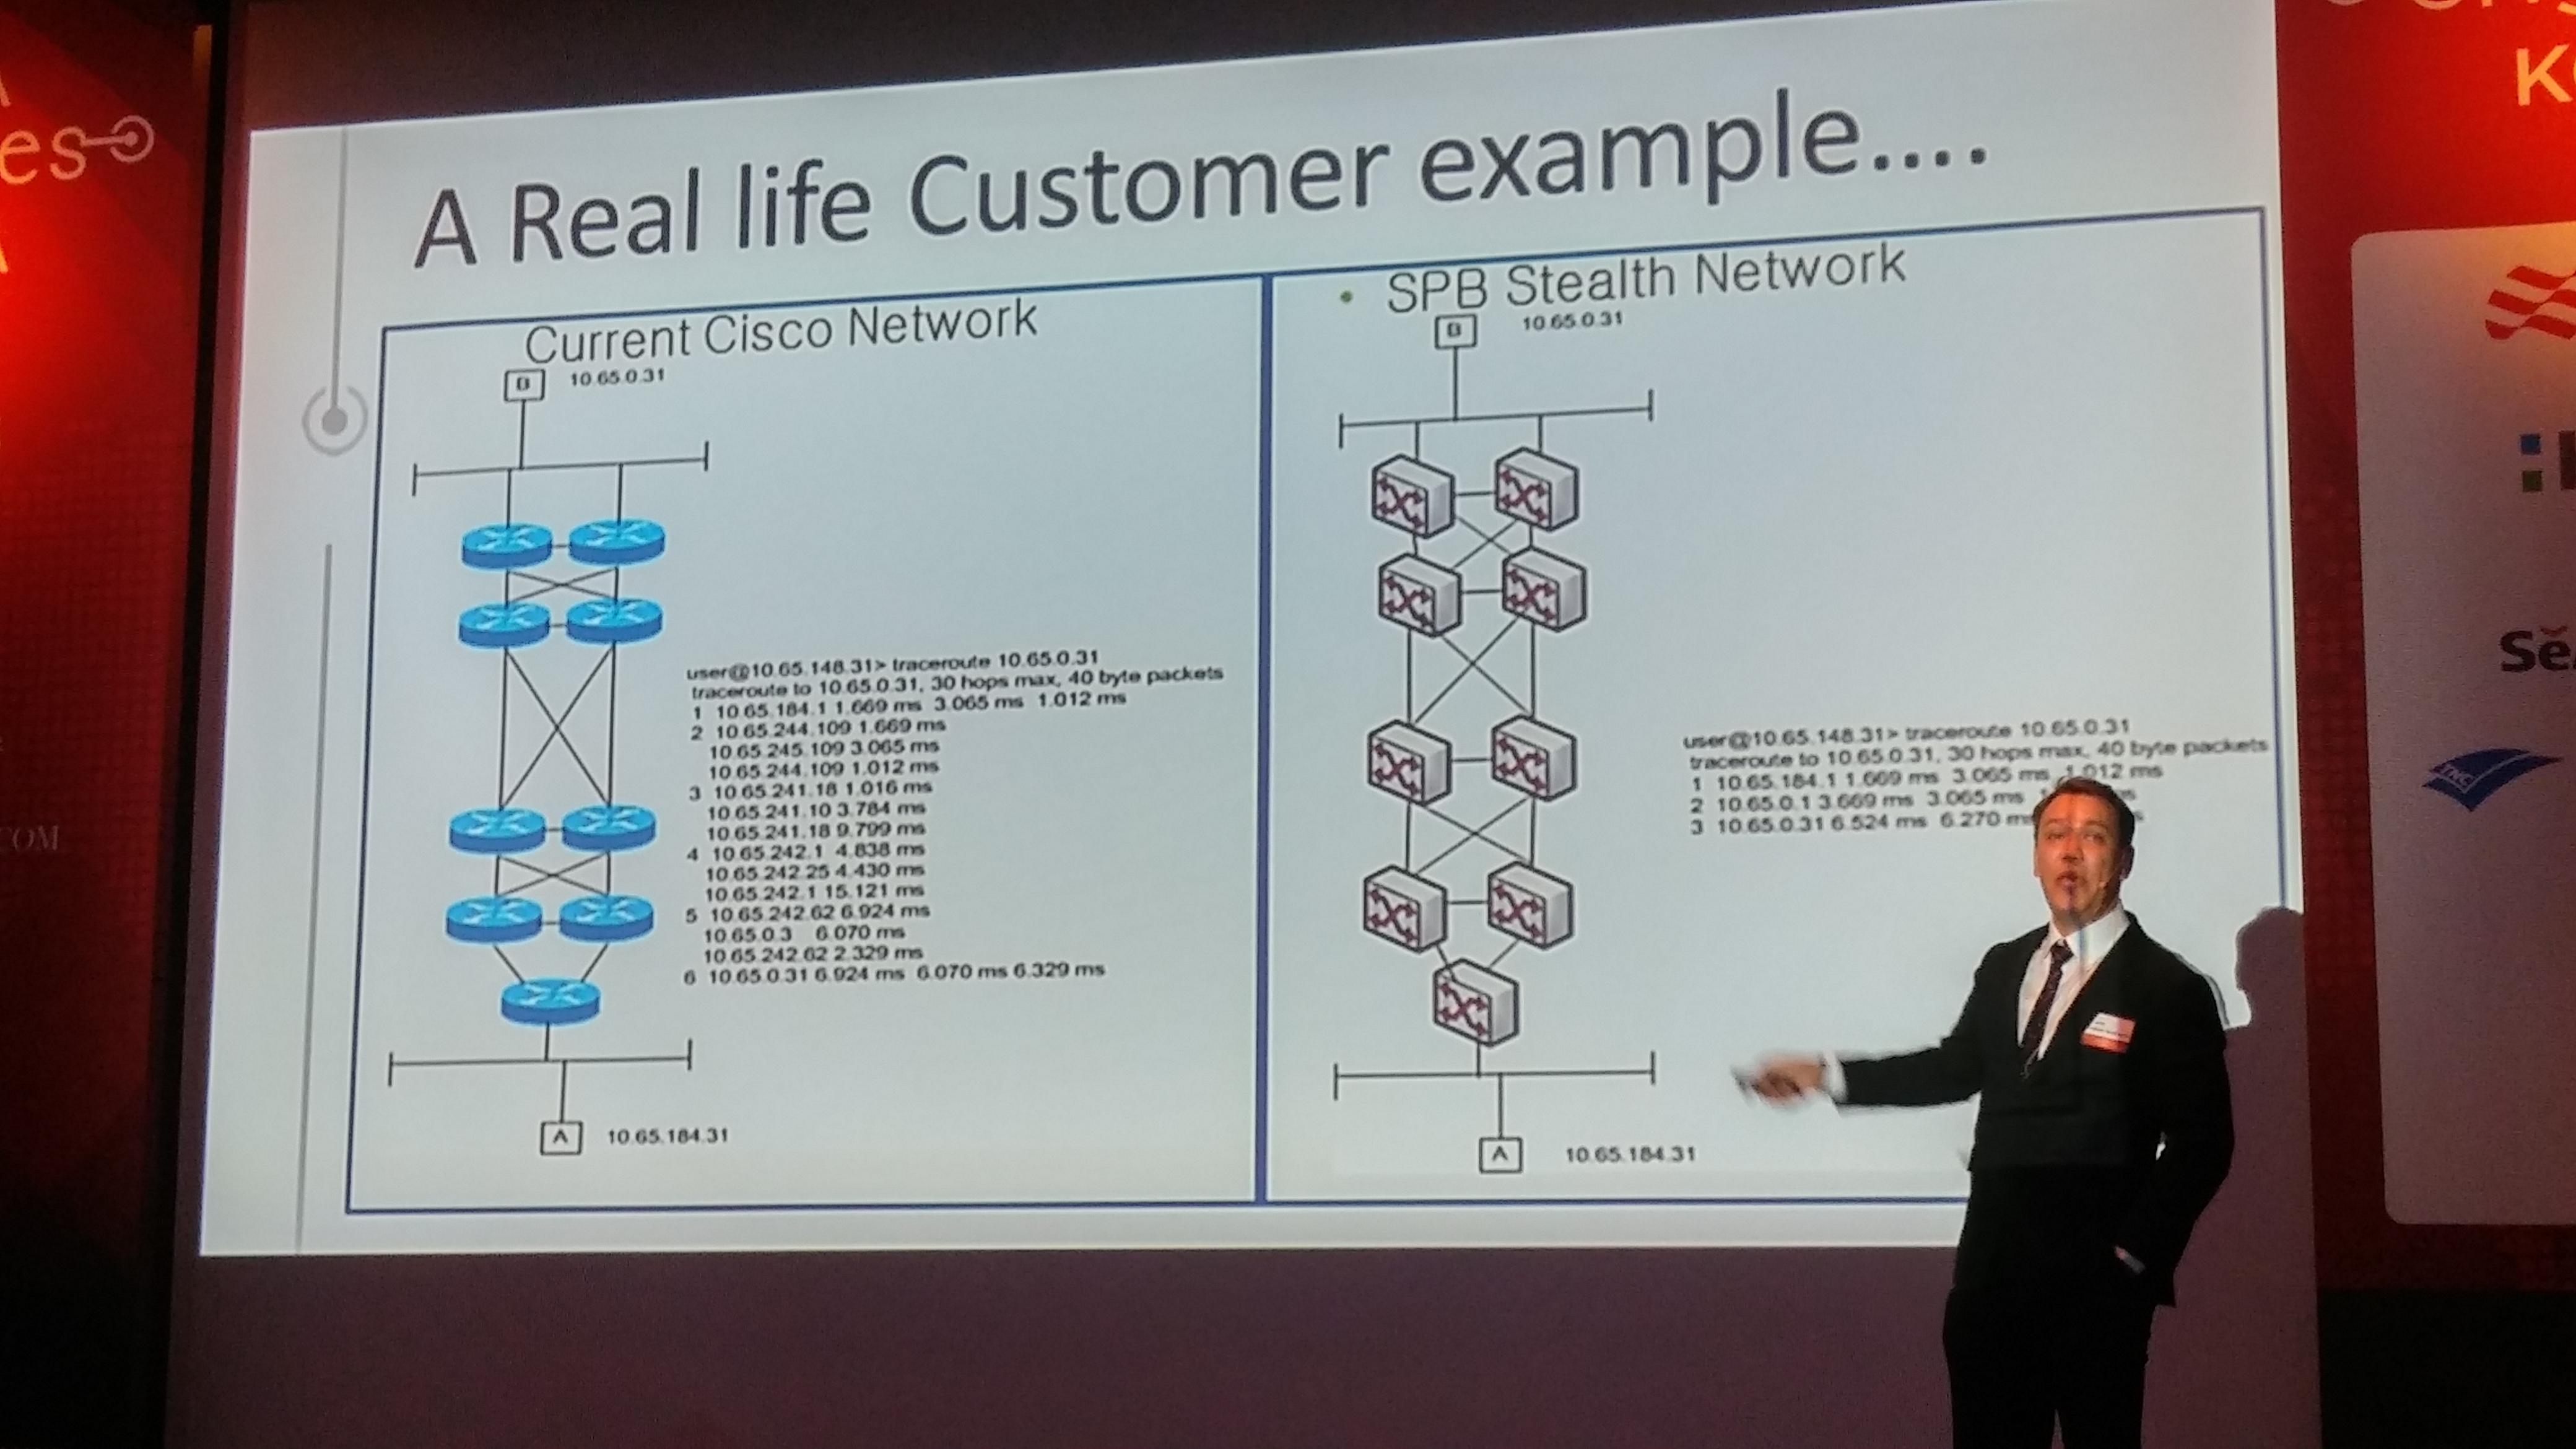 A Real life Customer example....
Current Cisco Network
B 10.65.0.31
user@10.65.148.31> traceroute 10.65.0.31
traceroute to 10.65.0.31, 30 hops max, 40 byte packets
1 10.65.184.1 1.669 ms 3.065 ms 1.012 ms
2 10.65.244.109 1.669 ms
10.65.245.109 3.065 ms
10.65.244.109 1.012 ms
3 10.65.241.18 1.016 ms
10.65.241.10 3.784 ms
10.65.241.18 9.799 ms
4 10.65.242.1 4.838 ms
10.65.242.25 4.430 ms
10.65.242.1 15.121 ms
5 10.65.242.62 6.924 ms
10.65.0.3 6.070 ms
10.65.242.62 2.329 ms
6 10.65.0.31 6.924 ms 6.070 ms 6.329 ms
A 10.65.184.31
• SPB Stealth Network
B 10.65.0.31
user@10.65.148.31> traceroute 10.65.0.31
traceroute to 10.65.0.31, 30 hops max, 40 byte packets
1 10.65.184.1 1.669 ms 3.065 ms 1.012 ms
2 10.65.0.1 3.669 ms 3.065 ms
3 10.65.0.31 6.524 ms 6.270 ms
A 10.65.184.31
es
COM
K
TNC